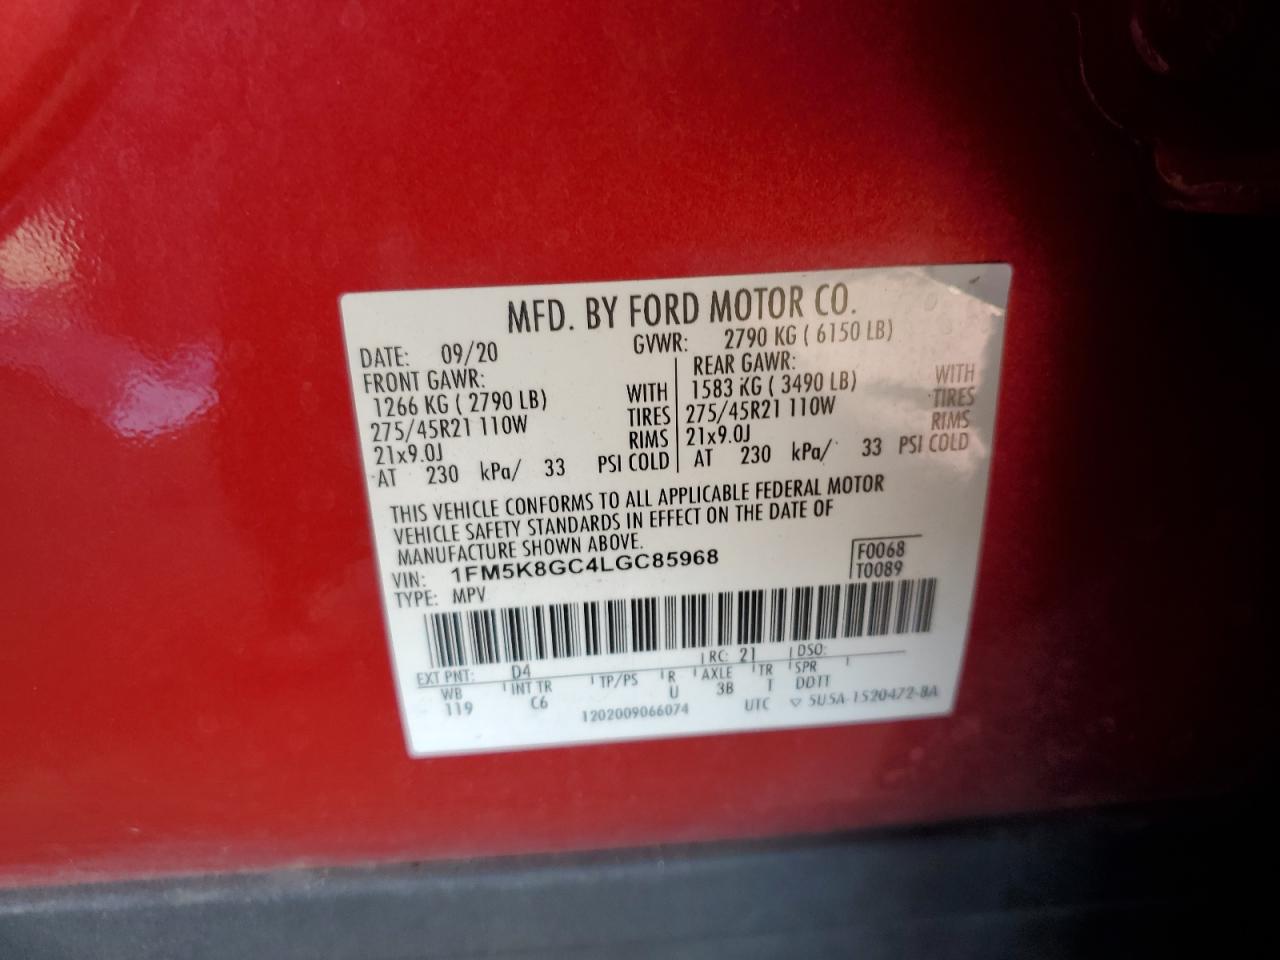 MFD. BY FORD MOTOR CO.
DATE: 09/20 GVWR: 2790 KG ( 6150 LB)
FRONT GAWR: REAR GAWR:
1266 KG ( 2790 LB) WITH 1583 KG ( 3490 LB) WITH
275/45R21 110W TIRES 275/45R21 110W TIRES
21x9.0J RIMS 21x9.0J RIMS
AT 230 kPa/ 33 PSI COLD AT 230 kPa/ 33 PSI COLD
THIS VEHICLE CONFORMS TO ALL APPLICABLE FEDERAL MOTOR
VEHICLE SAFETY STANDARDS IN EFFECT ON THE DATE OF
MANUFACTURE SHOWN ABOVE.
VIN: 1FM5K8GC4LGC85968 F0068
TYPE: MPV T0089
EXT PNT: D4 RC: 21 DSO:
WB INT TR TP/PS R AXLE TR SPR
119 C6 U 3B T DDTT
1202009066074 UTC ▽ 5U5A-1520472-BA